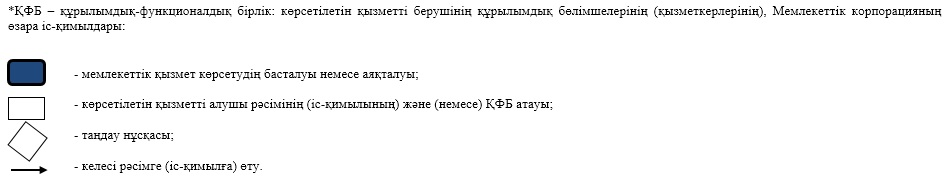 *ҚФБ – құрылымдық-функционалдық бірлік: көрсетілетін қызметті берушінің құрылымдық бөлімшелерінің (қызметкерлерінің), Мемлекеттік корпорацияның
өзара іс-қимылдары:
- мемлекеттік қызмет көрсетудің басталуы немесе аяқталуы;
- көрсетілетін қызметті алушы рәсімінің (іс-қимылының) және (немесе) ҚФБ атауы;
- таңдау нұсқасы;
- келесі рәсімге (іс-қимылға) өту.